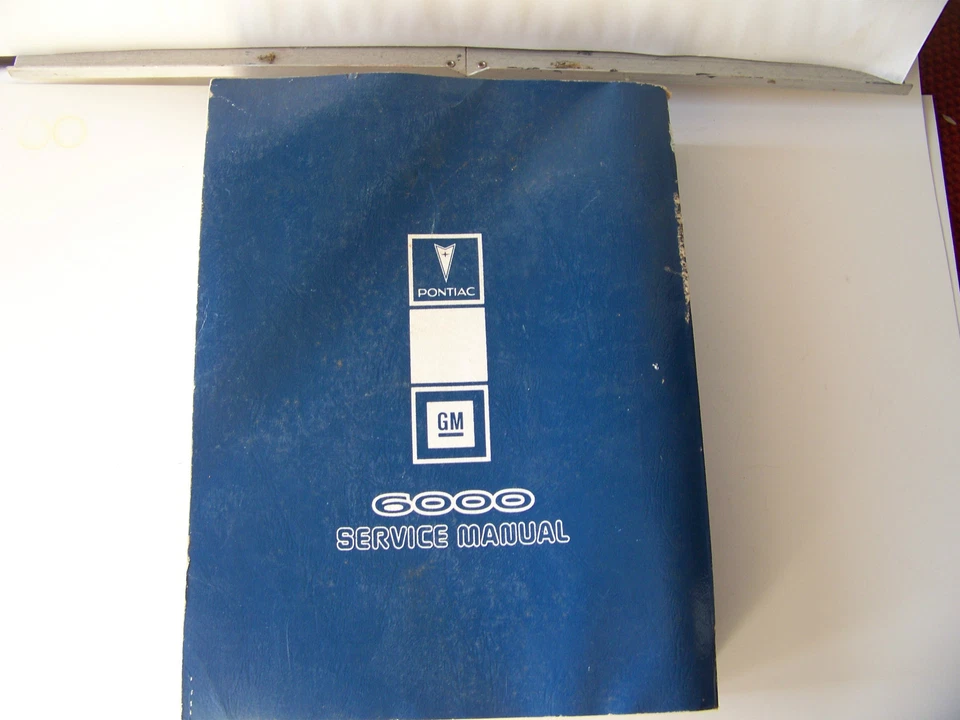 PONTIAC
GM
6000
SERVICE MANUAL